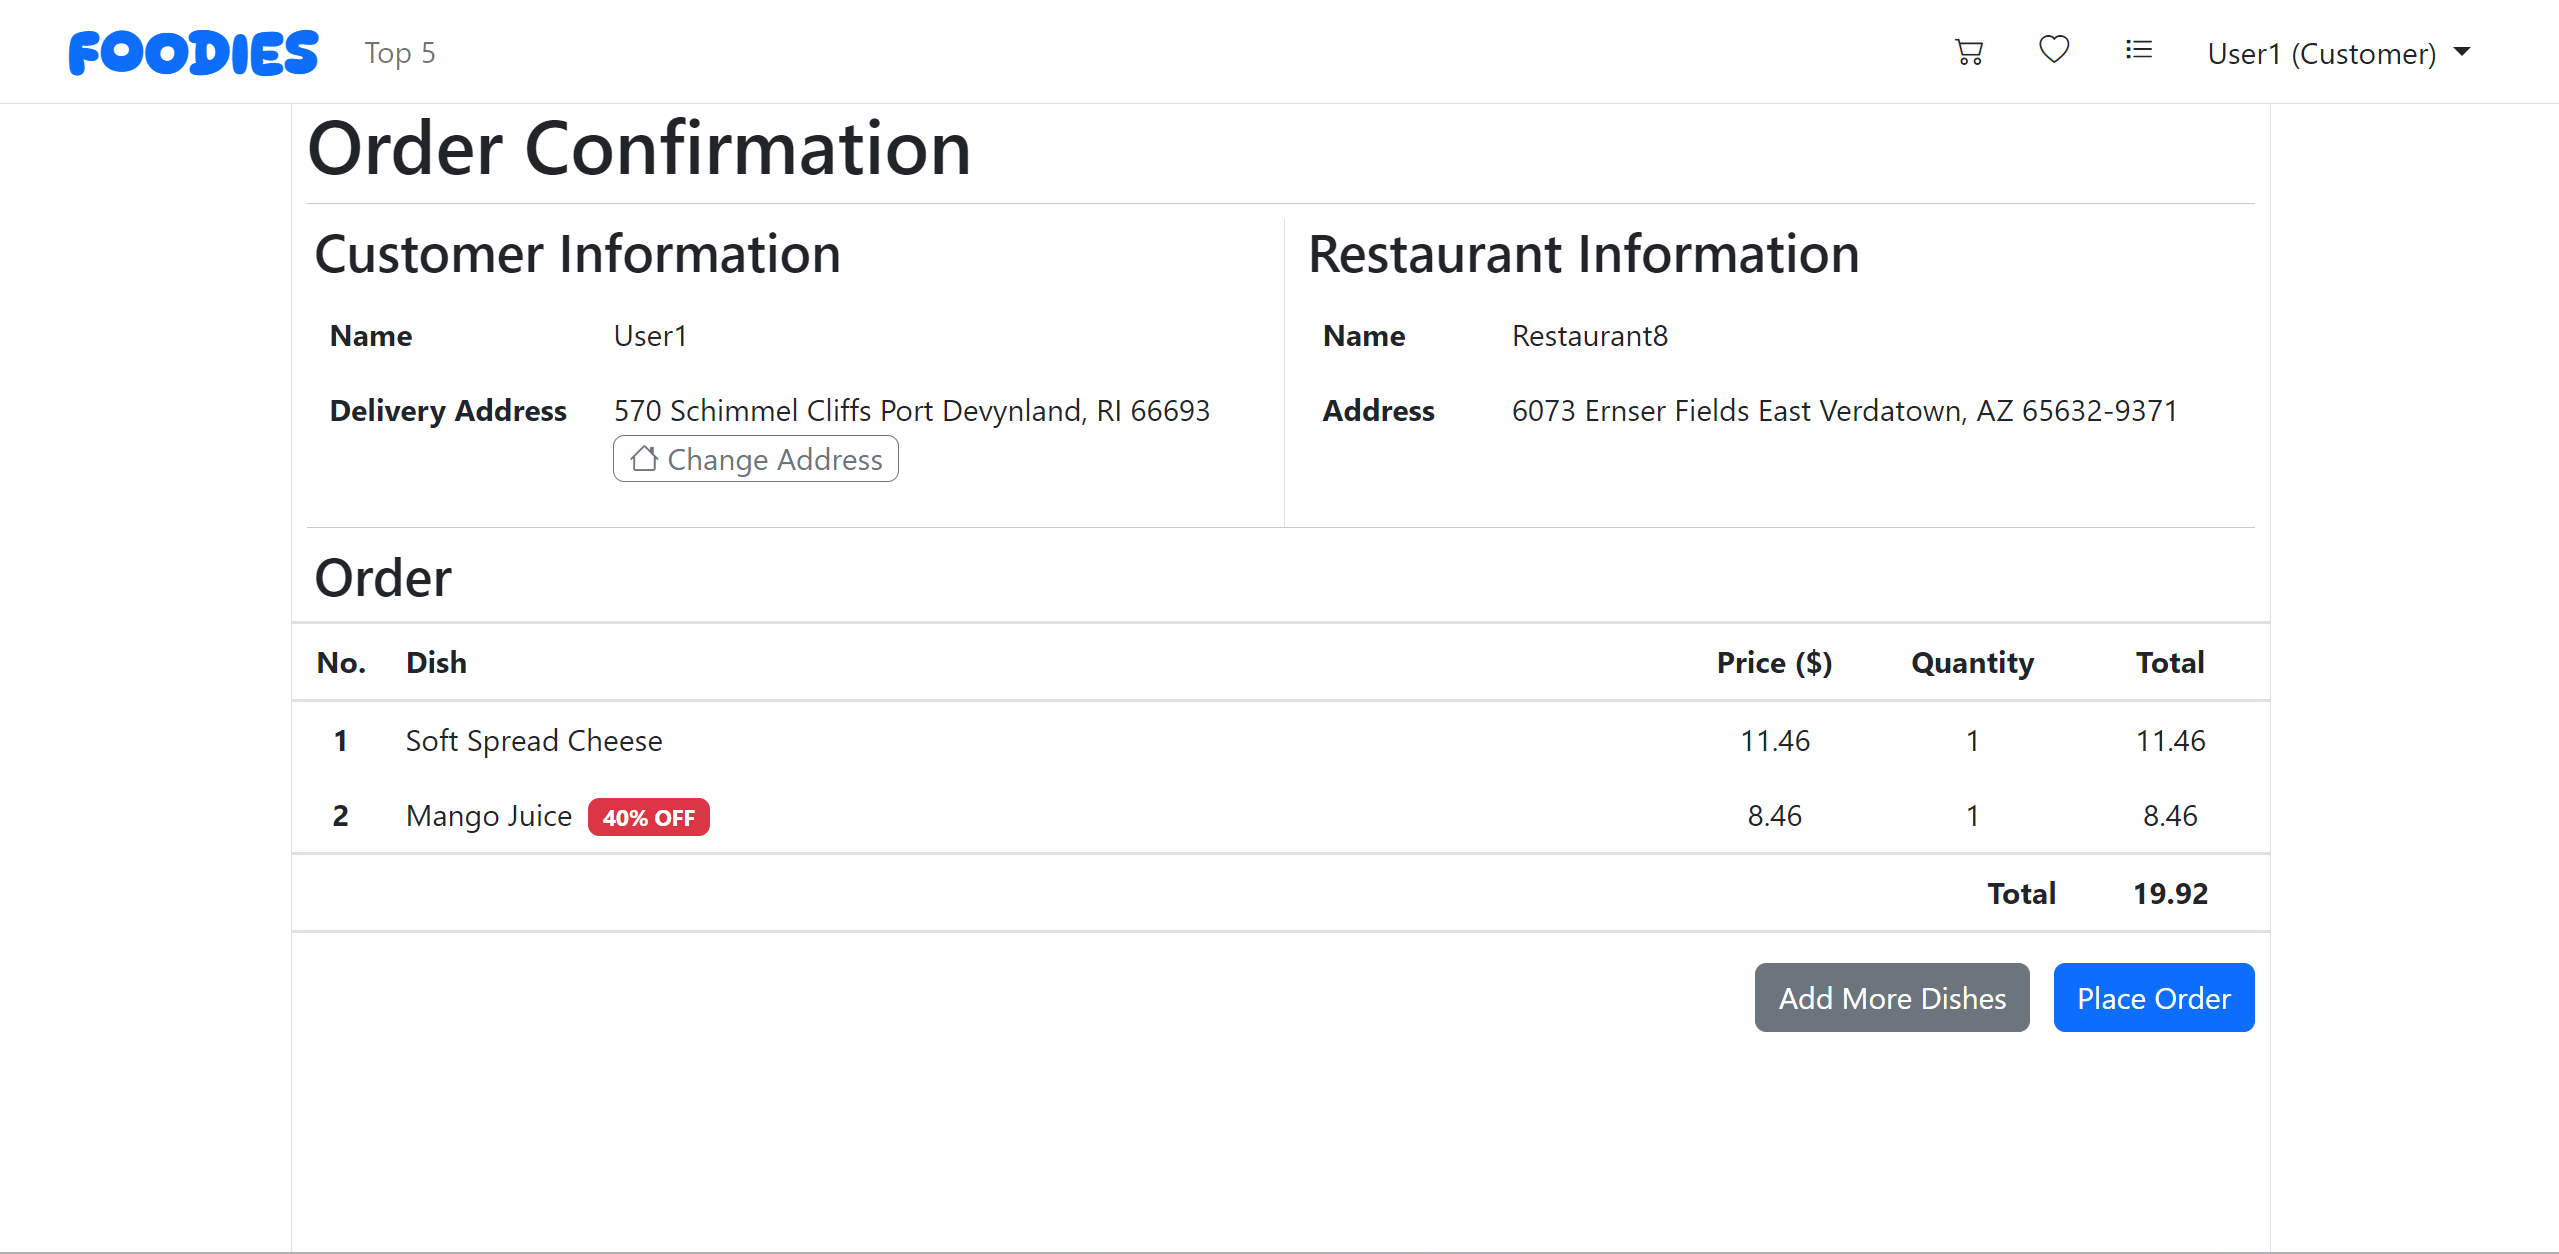 FOODIES Top 5 User1 (Customer)
Order Confirmation
Customer Information
Name User1
Delivery Address 570 Schimmel Cliffs Port Devynland, RI 66693
Change Address
Restaurant Information
Name Restaurant8
Address 6073 Ernser Fields East Verdatown, AZ 65632-9371
Order
No. Dish Price ($) Quantity Total
1 Soft Spread Cheese 11.46 1 11.46
2 Mango Juice 40% OFF 8.46 1 8.46
Total 19.92
Add More Dishes Place Order